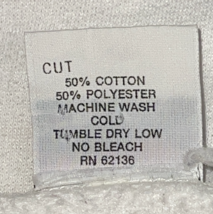 CUT
50% COTTON
50% POLYESTER
MACHINE WASH
COLD
TUMBLE DRY LOW
NO BLEACH
RN 62136